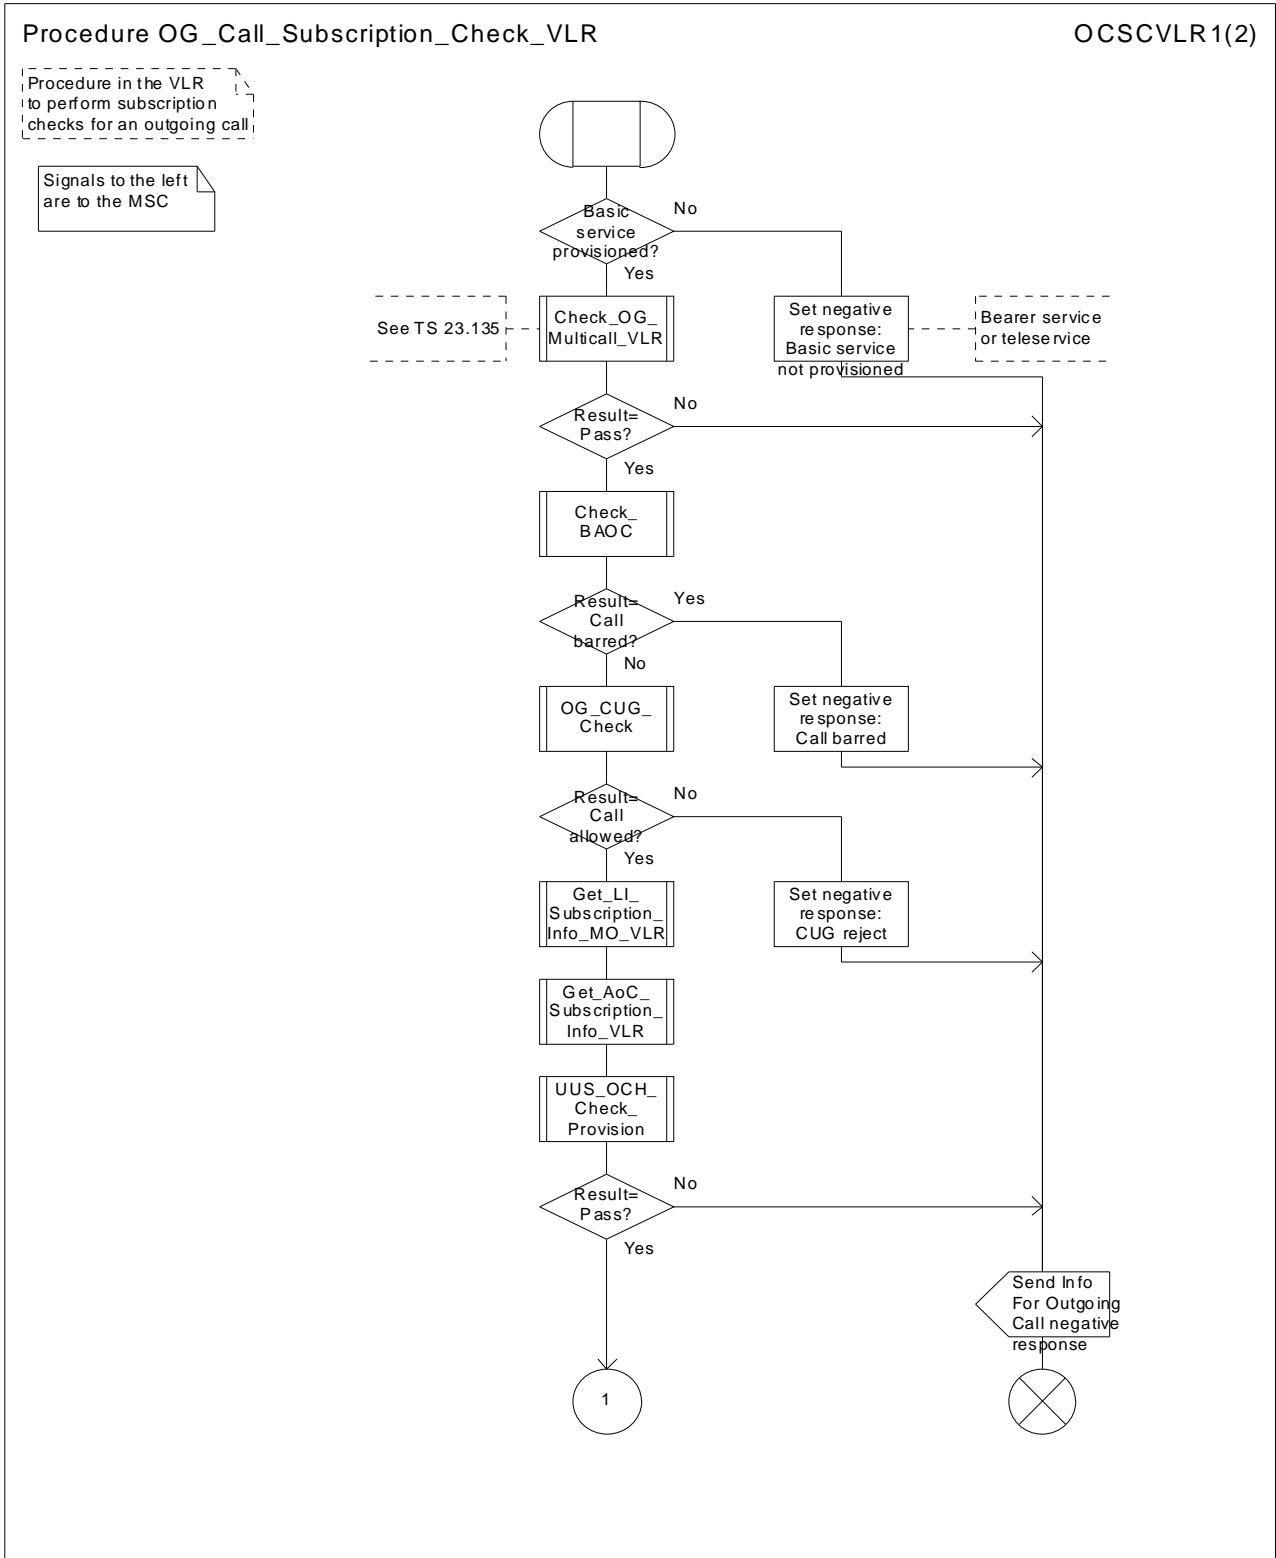 Procedure OG_Call_Subscription_Check_VLR
OCSCVLR1(2)
Procedure in the VLR
to perform subscription
checks for an outgoing call
Signals to the left
are to the MSC
Basic
service
provisioned?
No
Yes
See TS 23.135
Check_OG_
Multicall_VLR
Set negative
response:
Basic service
not provisioned
Bearer service
or teleservice
Result=
Pass?
No
Yes
Check_
BAOC
Result=
Call
barred?
Yes
No
OG_CUG_
Check
Set negative
response:
Call barred
Result=
Call
allowed?
No
Yes
Get_LI_
Subscription_
Info_MO_VLR
Set negative
response:
CUG reject
Get_AoC_
Subscription_
Info_VLR
UUS_OCH_
Check_
Provision
Result=
Pass?
No
Yes
Send Info
For Outgoing
Call negative
response
1